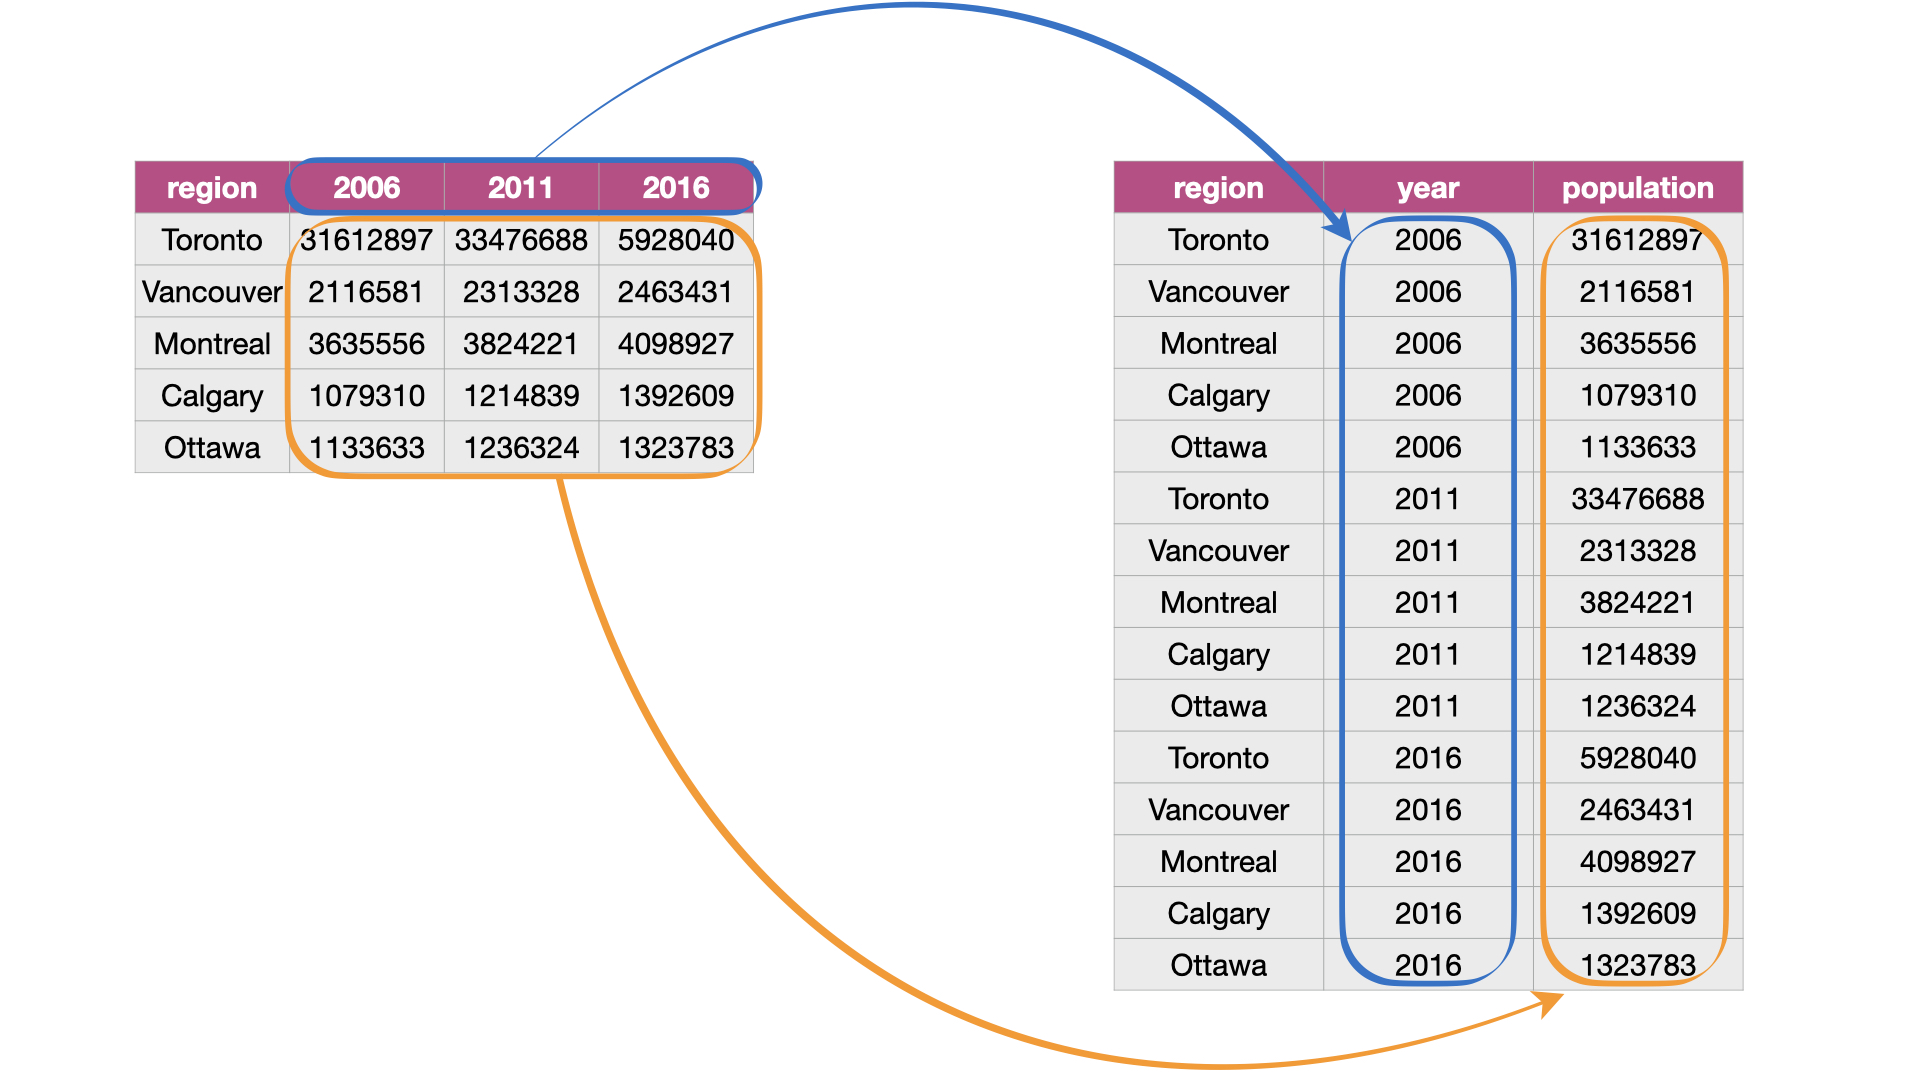 region 2006 2011 2016
Toronto 31612897 33476688 5928040
Vancouver 2116581 2313328 2463431
Montreal 3635556 3824221 4098927
Calgary 1079310 1214839 1392609
Ottawa 1133633 1236324 1323783
region year population
Toronto 2006 31612897
Vancouver 2006 2116581
Montreal 2006 3635556
Calgary 2006 1079310
Ottawa 2006 1133633
Toronto 2011 33476688
Vancouver 2011 2313328
Montreal 2011 3824221
Calgary 2011 1214839
Ottawa 2011 1236324
Toronto 2016 5928040
Vancouver 2016 2463431
Montreal 2016 4098927
Calgary 2016 1392609
Ottawa 2016 1323783